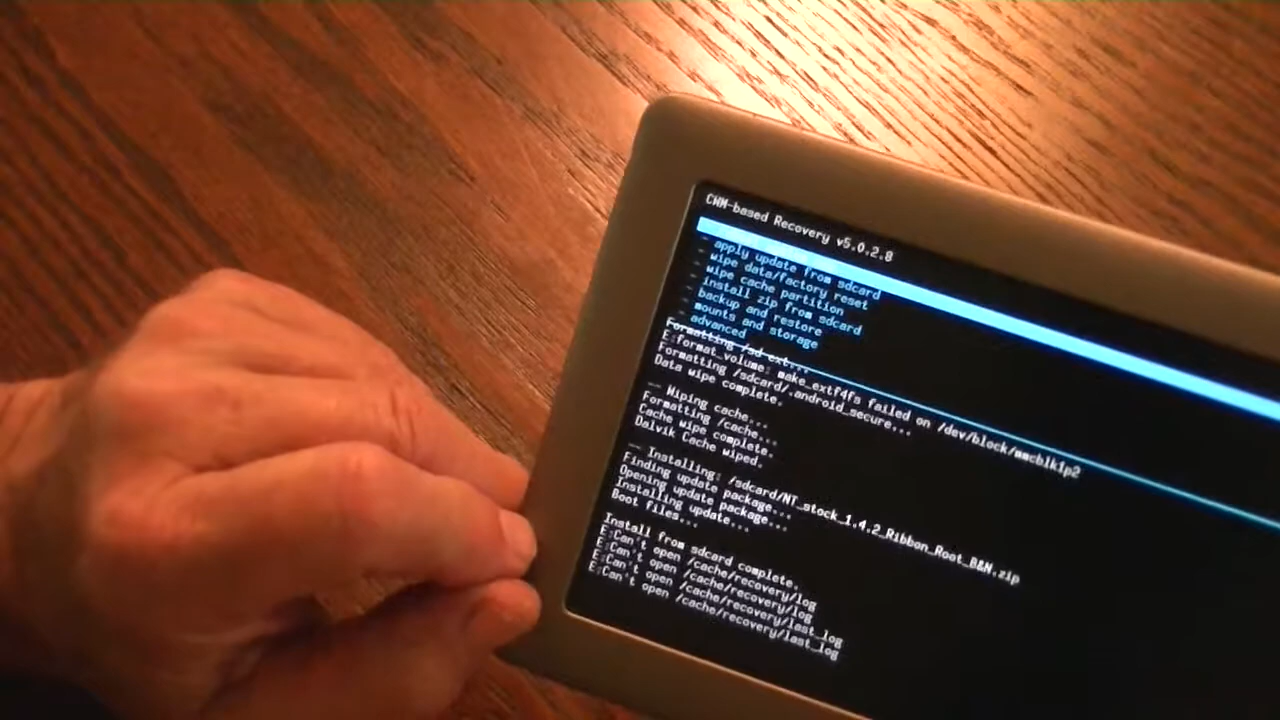 CWM-based Recovery v5.0.2.8
- apply update from sdcard
- wipe data/factory reset
- wipe cache partition
- install zip from sdcard
- backup and restore
- mounts and storage
- advanced
Formatting /sd-ext...
E:format_volume: make_extf4fs failed on /dev/block/mmcblk1p2
Formatting /sdcard/.android_secure...
Data wipe complete.
-- Wiping cache...
Formatting /cache...
Cache wipe complete.
Dalvik Cache wiped.
-- Installing: /sdcard/NT_stock_1.4.2_Ribbon_Root_B&N.zip
Finding update package...
Opening update package...
Installing update...
Boot files...
Install from sdcard complete.
E:Can't open /cache/recovery/log
E:Can't open /cache/recovery/log
E:Can't open /cache/recovery/last_log
E:Can't open /cache/recovery/last_log